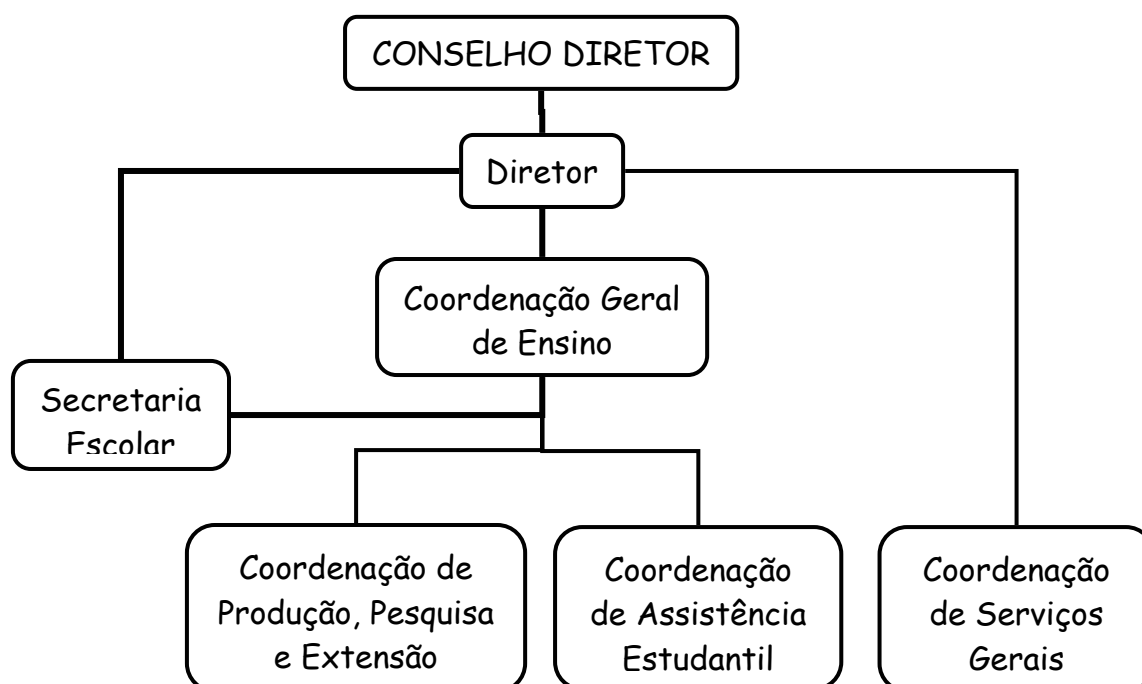 CONSELHO DIRETOR
Diretor
Coordenação Geral
de Ensino
Secretaria
Escolar
Coordenação de
Produção, Pesquisa
e Extensão
Coordenação
de Assistência
Estudantil
Coordenação
de Serviços
Gerais